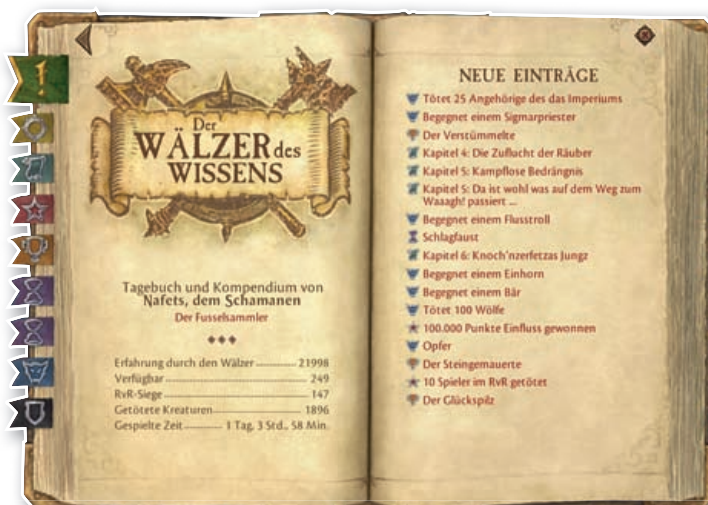 Der
WÄLZER des
WISSENS
Tagebuch und Kompendium von
Nafets, dem Schamanen
Der Fusselsammler
Erfahrung durch den Wälzer 21998
Verfügbar 249
RvR-Siege 147
Getötete Kreaturen 1896
Gespielte Zeit 1 Tag, 3 Std., 58 Min.
NEUE EINTRÄGE
Tötet 25 Angehörige des das Imperiums
Begegnet einem Sigmarpriester
Der Verstümmelte
Kapitel 4: Die Zuflucht der Räuber
Kapitel 5: Kampflose Bedrängnis
Kapitel 5: Da ist wohl was auf dem Weg zum
Waaagh! passiert ...
Begegnet einem Flusstroll
Schlagfaust
Kapitel 6: Knoch'nzerfetzas Jungz
Begegnet einem Einhorn
Begegnet einem Bär
Tötet 100 Wölfe
100.000 Punkte Einfluss gewonnen
Opfer
Der Steingemauerte
10 Spieler im RvR getötet
Der Glückspilz